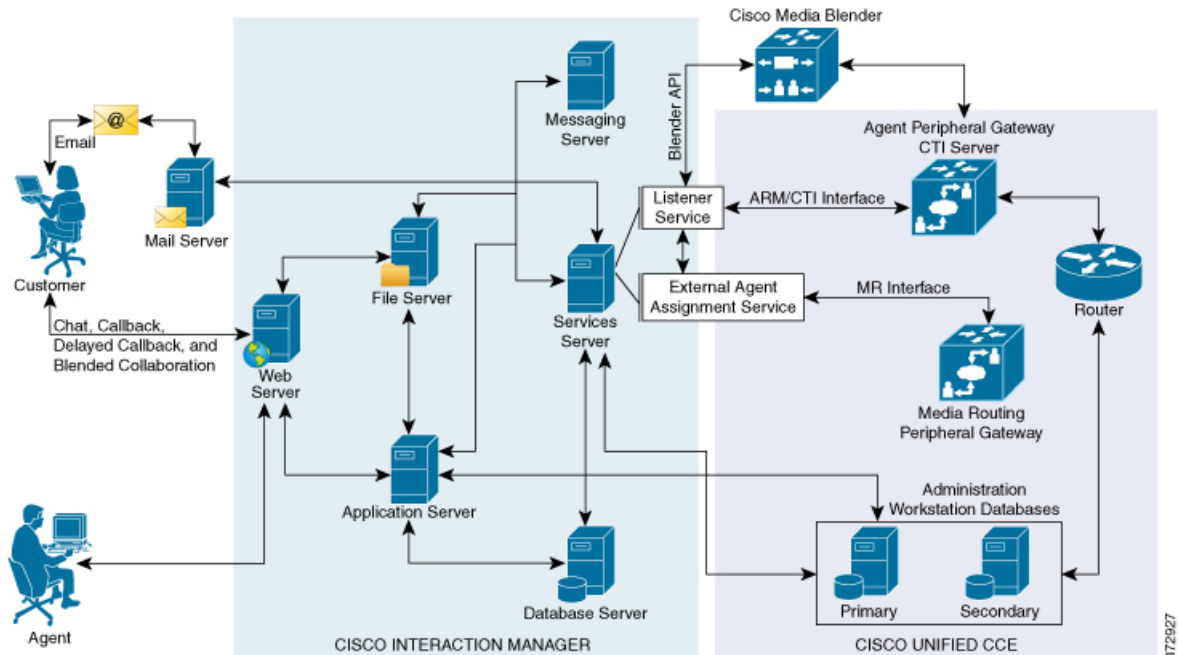 Cisco Media Blender
Messaging
Server
Blender API
Agent Peripheral Gateway
CTI Server
@
Email
Mail Server
Customer
Listener
Service
ARM/CTI Interface
File Server
External Agent
Assignment Service
MR Interface
Router
Services
Server
Chat, Callback,
Delayed Callback, and
Blended Collaboration
Web
Server
Media Routing
Peripheral Gateway
Application Server
Administration
Workstation Databases
Primary
Secondary
Database Server
Agent
CISCO INTERACTION MANAGER
CISCO UNIFIED CCE
372927